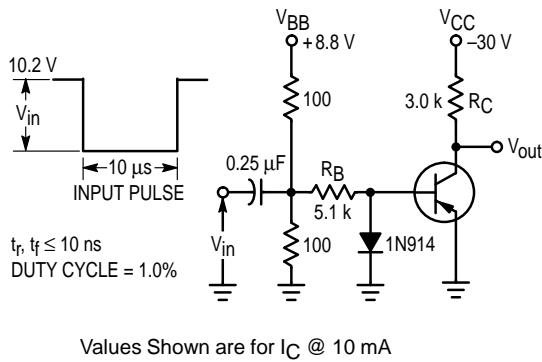 V_BB
+8.8 V
V_CC
–30 V
10.2 V
V_in
10 µs
INPUT PULSE
100
3.0 k
R_C
V_out
0.25 µF
R_B
5.1 k
V_in
100
1N914
t_r, t_f ≤ 10 ns
DUTY CYCLE = 1.0%
Values Shown are for I_C @ 10 mA